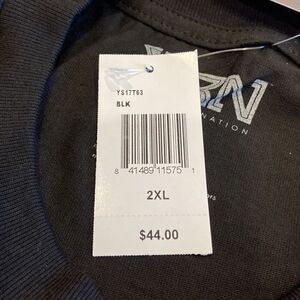 YS17T63
BLK
8 41489 11575 1
2XL
$44.00
NATION